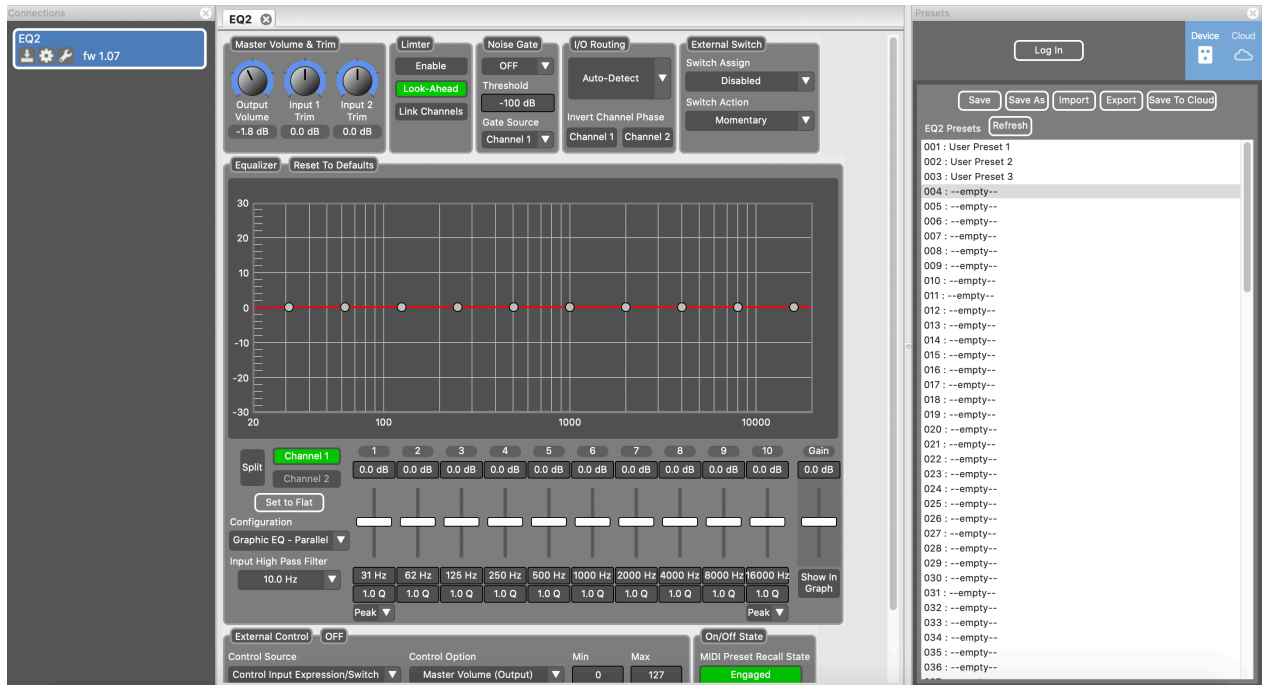 Connections
EQ2
fw 1.07
EQ2
Master Volume & Trim
Output Volume
Input 1 Trim
Input 2 Trim
-1.8 dB
0.0 dB
0.0 dB
Limter
Enable
Look-Ahead
Link Channels
Noise Gate
OFF
Threshold
-100 dB
Gate Source
Channel 1
I/O Routing
Auto-Detect
Invert Channel Phase
Channel 1
Channel 2
External Switch
Switch Assign
Disabled
Switch Action
Momentary
Equalizer
Reset To Defaults
30
20
10
0
-10
-20
-30
20
100
1000
10000
Split
Channel 1
Channel 2
Set to Flat
Configuration
Graphic EQ - Parallel
Input High Pass Filter
10.0 Hz
1 2 3 4 5 6 7 8 9 10 Gain
0.0 dB 0.0 dB 0.0 dB 0.0 dB 0.0 dB 0.0 dB 0.0 dB 0.0 dB 0.0 dB 0.0 dB 0.0 dB
31 Hz 62 Hz 125 Hz 250 Hz 500 Hz 1000 Hz 2000 Hz 4000 Hz 8000 Hz 16000 Hz
1.0 Q 1.0 Q 1.0 Q 1.0 Q 1.0 Q 1.0 Q 1.0 Q 1.0 Q 1.0 Q 1.0 Q
Peak
Peak
Show In Graph
External Control
OFF
Control Source
Control Input Expression/Switch
Control Option
Master Volume (Output)
Min
0
Max
127
On/Off State
MIDI Preset Recall State
Engaged
Presets
Log In
Device
Cloud
Save
Save As
Import
Export
Save To Cloud
EQ2 Presets
Refresh
001 : User Preset 1
002 : User Preset 2
003 : User Preset 3
004 : --empty--
005 : --empty--
006 : --empty--
007 : --empty--
008 : --empty--
009 : --empty--
010 : --empty--
011 : --empty--
012 : --empty--
013 : --empty--
014 : --empty--
015 : --empty--
016 : --empty--
017 : --empty--
018 : --empty--
019 : --empty--
020 : --empty--
021 : --empty--
022 : --empty--
023 : --empty--
024 : --empty--
025 : --empty--
026 : --empty--
027 : --empty--
028 : --empty--
029 : --empty--
030 : --empty--
031 : --empty--
032 : --empty--
033 : --empty--
034 : --empty--
035 : --empty--
036 : --empty--